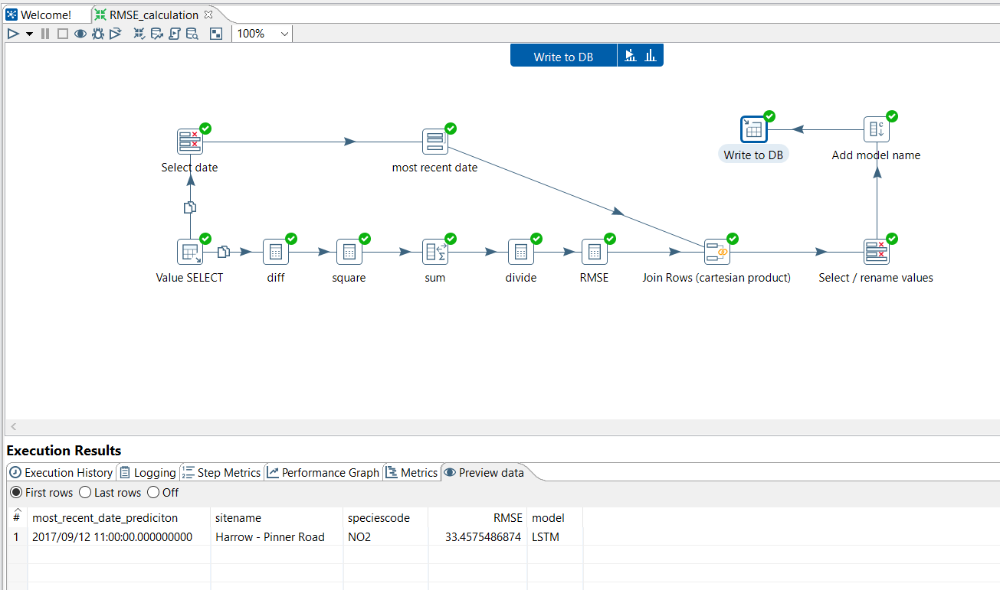 Welcome!
RMSE_calculation
100%
Write to DB
Select date
most recent date
Write to DB
Add model name
Value SELECT
diff
square
sum
divide
RMSE
Join Rows (cartesian product)
Select / rename values
Execution Results
Execution History
Logging
Step Metrics
Performance Graph
Metrics
Preview data
First rows
Last rows
Off
# most_recent_date_prediciton sitename speciescode RMSE model
1 2017/09/12 11:00:00.000000000 Harrow - Pinner Road NO2 33.4575486874 LSTM